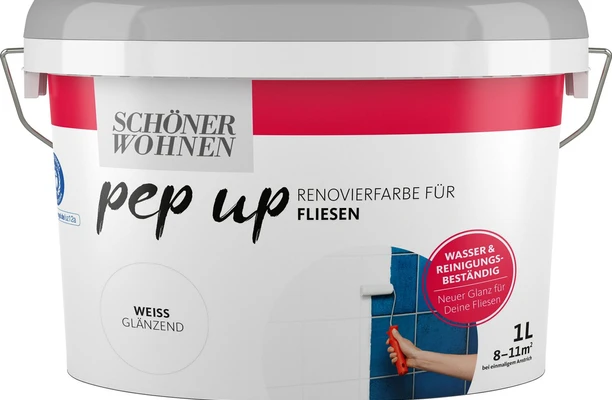 SCHÖNER
WOHNEN
pep up
RENOVIERFARBE FÜR
FLIESEN
WASSER &
REINIGUNGS-
BESTÄNDIG
Neuer Glanz für
Deine Fliesen
WEISS
GLÄNZEND
1L
8–11m²
bei einmaligem Anstrich